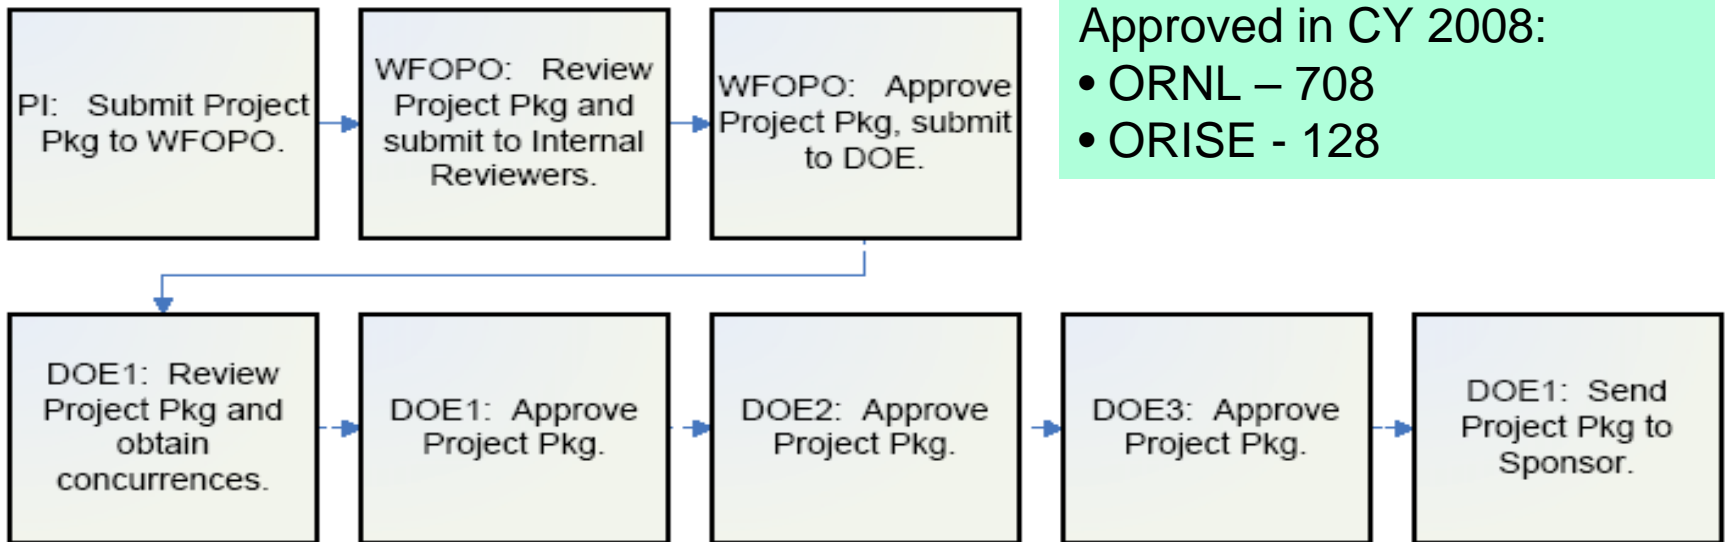 PI: Submit Project
Pkg to WFOPO.
WFOPO: Review
Project Pkg and
submit to Internal
Reviewers.
WFOPO: Approve
Project Pkg, submit
to DOE.
Approved in CY 2008:
• ORNL – 708
• ORISE - 128
DOE1: Review
Project Pkg and
obtain
concurrences.
DOE1: Approve
Project Pkg.
DOE2: Approve
Project Pkg.
DOE3: Approve
Project Pkg.
DOE1: Send
Project Pkg to
Sponsor.